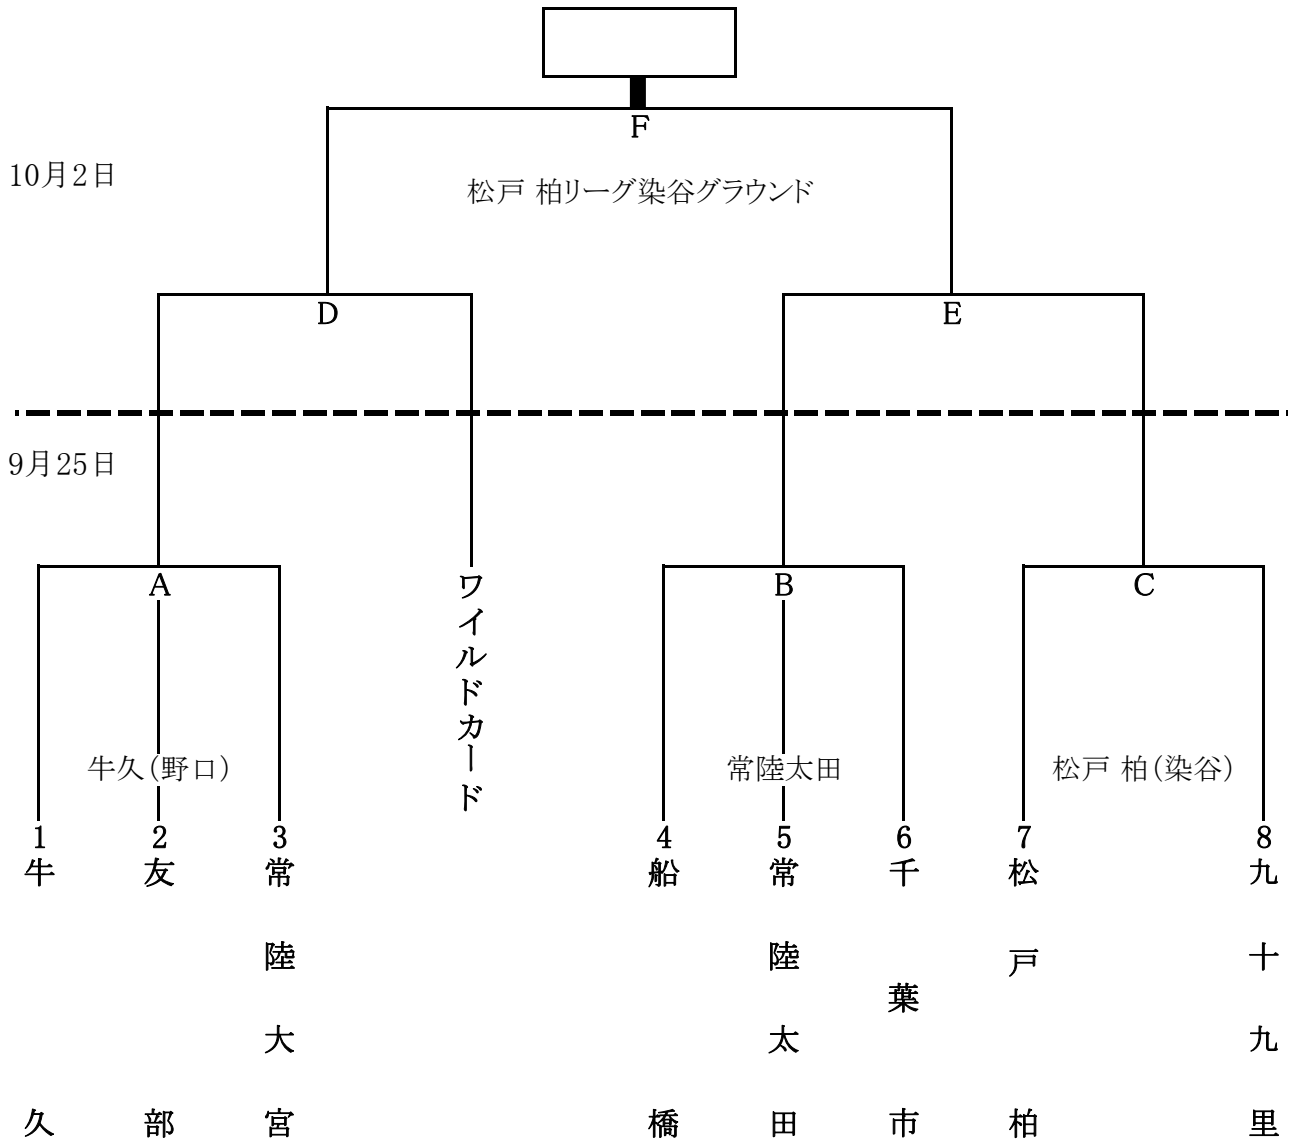 F
10月2日
松戸 柏リーグ染谷グラウンド
D
E
9月25日
A
ワイルドカード
B
C
牛久(野口)
常陸太田
松戸 柏(染谷)
1
牛久
2
友部
3
常陸大宮
4
船橋
5
常陸太田
6
千葉市
7
松戸柏
8
九十九里